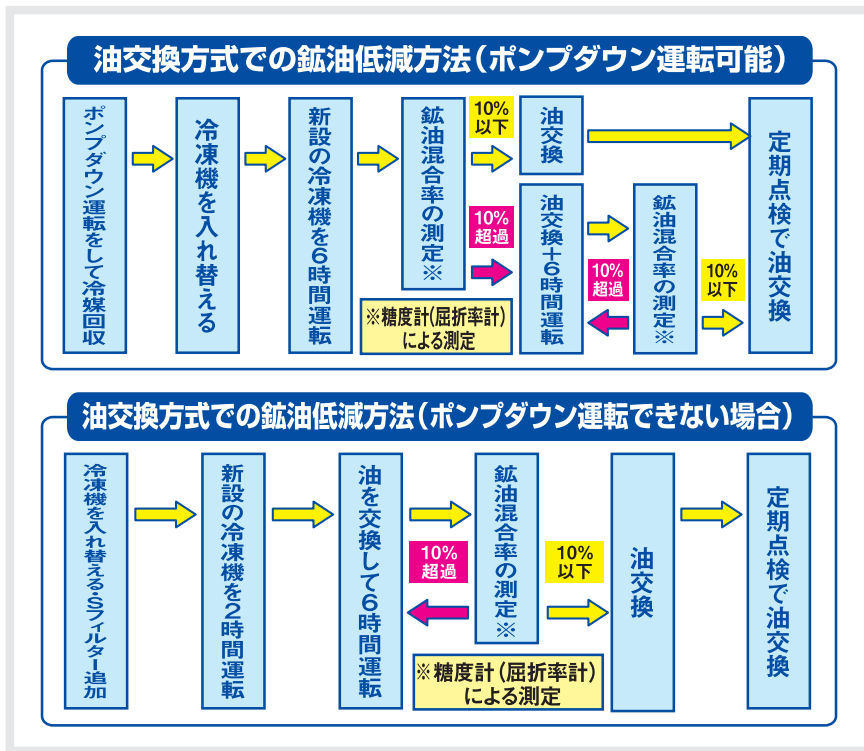 油交換方式での鉱油低減方法(ポンプダウン運転可能)
ポンプダウン運転をして冷媒回収
冷凍機を入れ替える
新設の冷凍機を6時間運転
鉱油混合率の測定※
10%
以下
油交換
10%
超過
油交換+6時間運転
鉱油混合率の測定※
10%
超過
10%
以下
定期点検で油交換
※糖度計(屈折率計)
による測定
油交換方式での鉱油低減方法(ポンプダウン運転できない場合)
冷凍機を入れ替える・Sフィルター追加
新設の冷凍機を2時間運転
油を交換して6時間運転
10%
超過
鉱油混合率の測定※
10%
以下
油交換
定期点検で油交換
※糖度計(屈折率計)
による測定